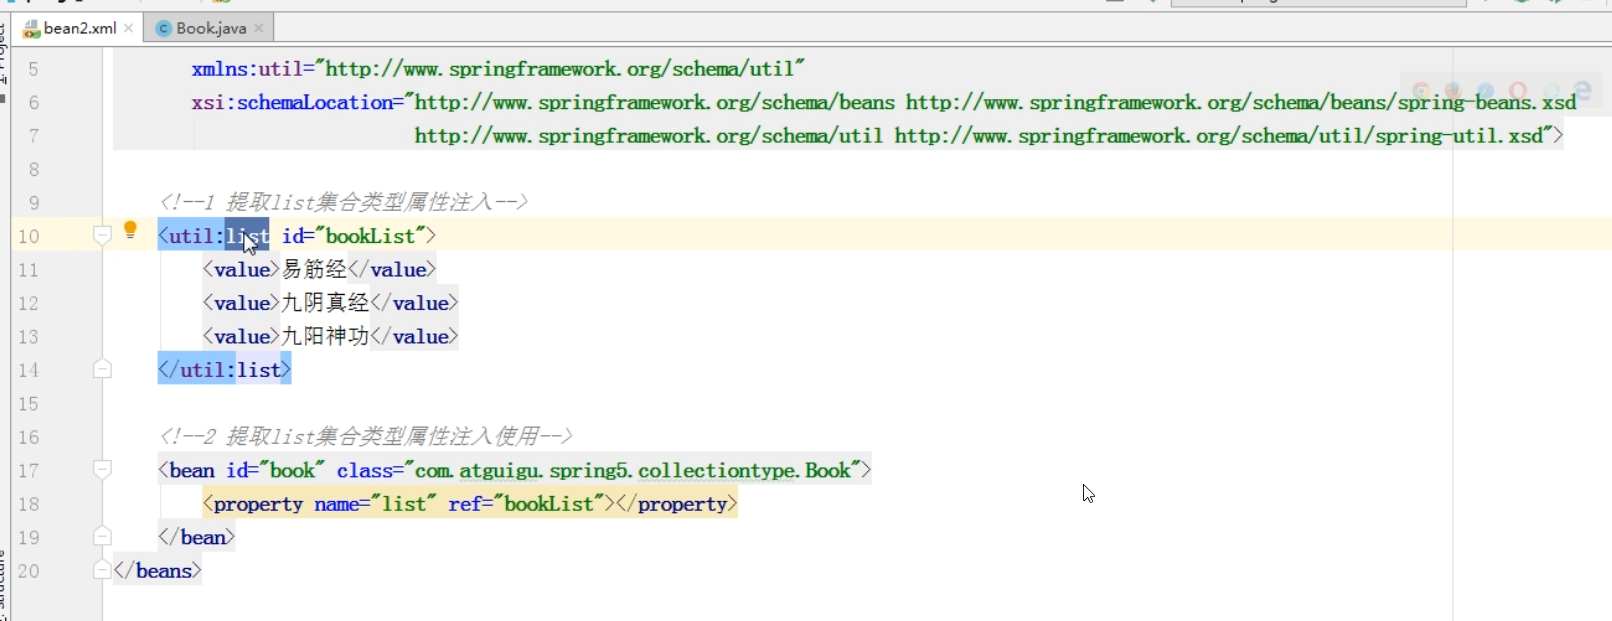 bean2.xml
Book.java
5 xmlns:util="http://www.springframework.org/schema/util"
6 xsi:schemaLocation="http://www.springframework.org/schema/beans http://www.springframework.org/schema/beans/spring-beans.xsd
7 http://www.springframework.org/schema/util http://www.springframework.org/schema/util/spring-util.xsd">
8
9 <!--1 提取list集合类型属性注入-->
10 <util:list id="bookList">
11 <value>易筋经</value>
12 <value>九阴真经</value>
13 <value>九阳神功</value>
14 </util:list>
15
16 <!--2 提取list集合类型属性注入使用-->
17 <bean id="book" class="com.atguigu.spring5.collectiontype.Book">
18 <property name="list" ref="bookList"></property>
19 </bean>
20 </beans>